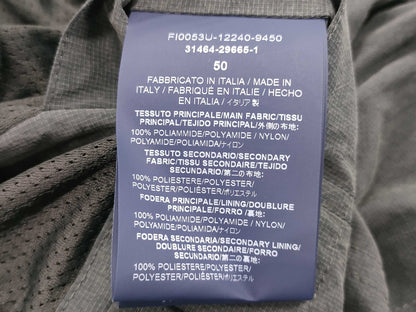 FI0053U-12240-9450
31464-29665-1
50
FABBRICATO IN ITALIA / MADE IN
ITALY / FABRIQUÉ EN ITALIE / HECHO
EN ITALIA / イタリア 製
TESSUTO PRINCIPALE/MAIN FABRIC/TISSU
PRINCIPAL/TEJIDO PRINCIPAL/外側の布地:
100% POLIAMMIDE/POLYAMIDE / NYLON/
POLYAMIDE/POLIAMIDA/ナイロン
TESSUTO SECONDARIO/SECONDARY
FABRIC/TISSU SECONDAIRE/TEJIDO
SECUNDARIO/第二の布地:
100% POLIESTERE/POLYESTER/
POLYESTER/POLIÉSTER/ポリエステル
FODERA PRINCIPALE/LINING/DOUBLURE
PRINCIPALE/FORRO / 裏地:
100% POLIAMMIDE/POLYAMIDE / NYLON/
POLYAMIDE/POLIAMIDA/ナイロン
FODERA SECONDARIA/SECONDARY LINING/
DOUBLURE SECONDAIRE/FORRO
SECUNDARIO/第二の裏地:
100% POLIESTERE/POLYESTER/
POLYESTER/POLIÉSTER/ポリエステル